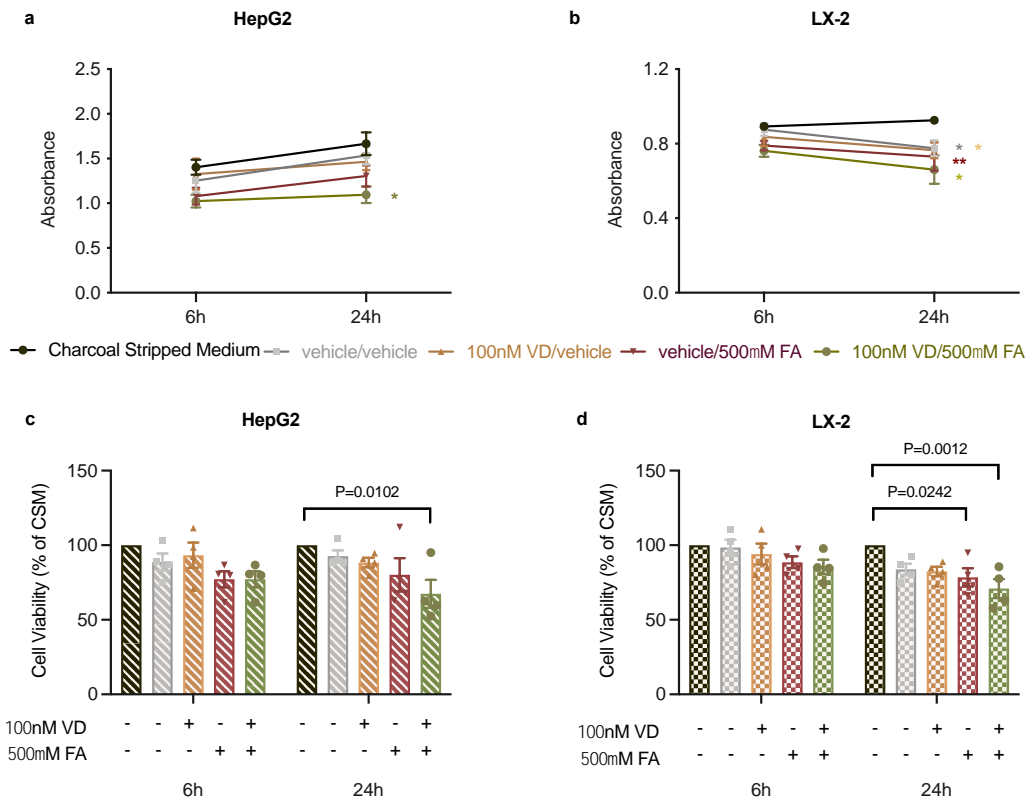 a HepG2
2.5
2.0
1.5
1.0
0.5
0.0
Absorbance
6h 24h
*
b LX-2
1.2
0.8
0.4
0.0
Absorbance
6h 24h
* *
**
*
Charcoal Stripped Medium vehicle/vehicle 100nM VD/vehicle vehicle/500mM FA 100nM VD/500mM FA
c HepG2
150
100
50
0
Cell Viability (% of CSM)
P=0.0102
100nM VD - - + - + - - + - +
500mM FA - - - + + - - - + +
6h 24h
d LX-2
150
100
50
0
Cell Viability (% of CSM)
P=0.0012
P=0.0242
100nM VD - - + - + - - + - +
500mM FA - - - + + - - - + +
6h 24h